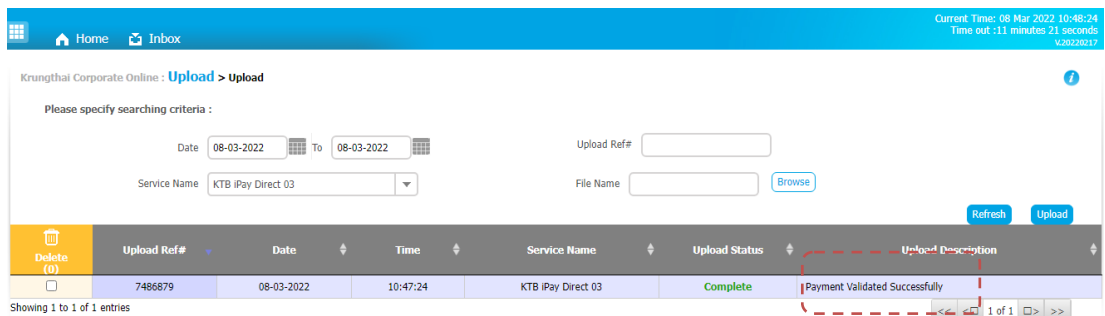 Current Time: 08 Mar 2022 10:48:24
Time out :11 minutes 21 seconds
V.20220217
Home Inbox
Krungthai Corporate Online : Upload > Upload
Please specify searching criteria :
Date 08-03-2022 To 08-03-2022 Upload Ref#
Service Name KTB iPay Direct 03 File Name Browse
Refresh Upload
Delete (0) Upload Ref# Date Time Service Name Upload Status Upload Description
7486879 08-03-2022 10:47:24 KTB iPay Direct 03 Complete Payment Validated Successfully
Showing 1 to 1 of 1 entries << < 1 of 1 > >>